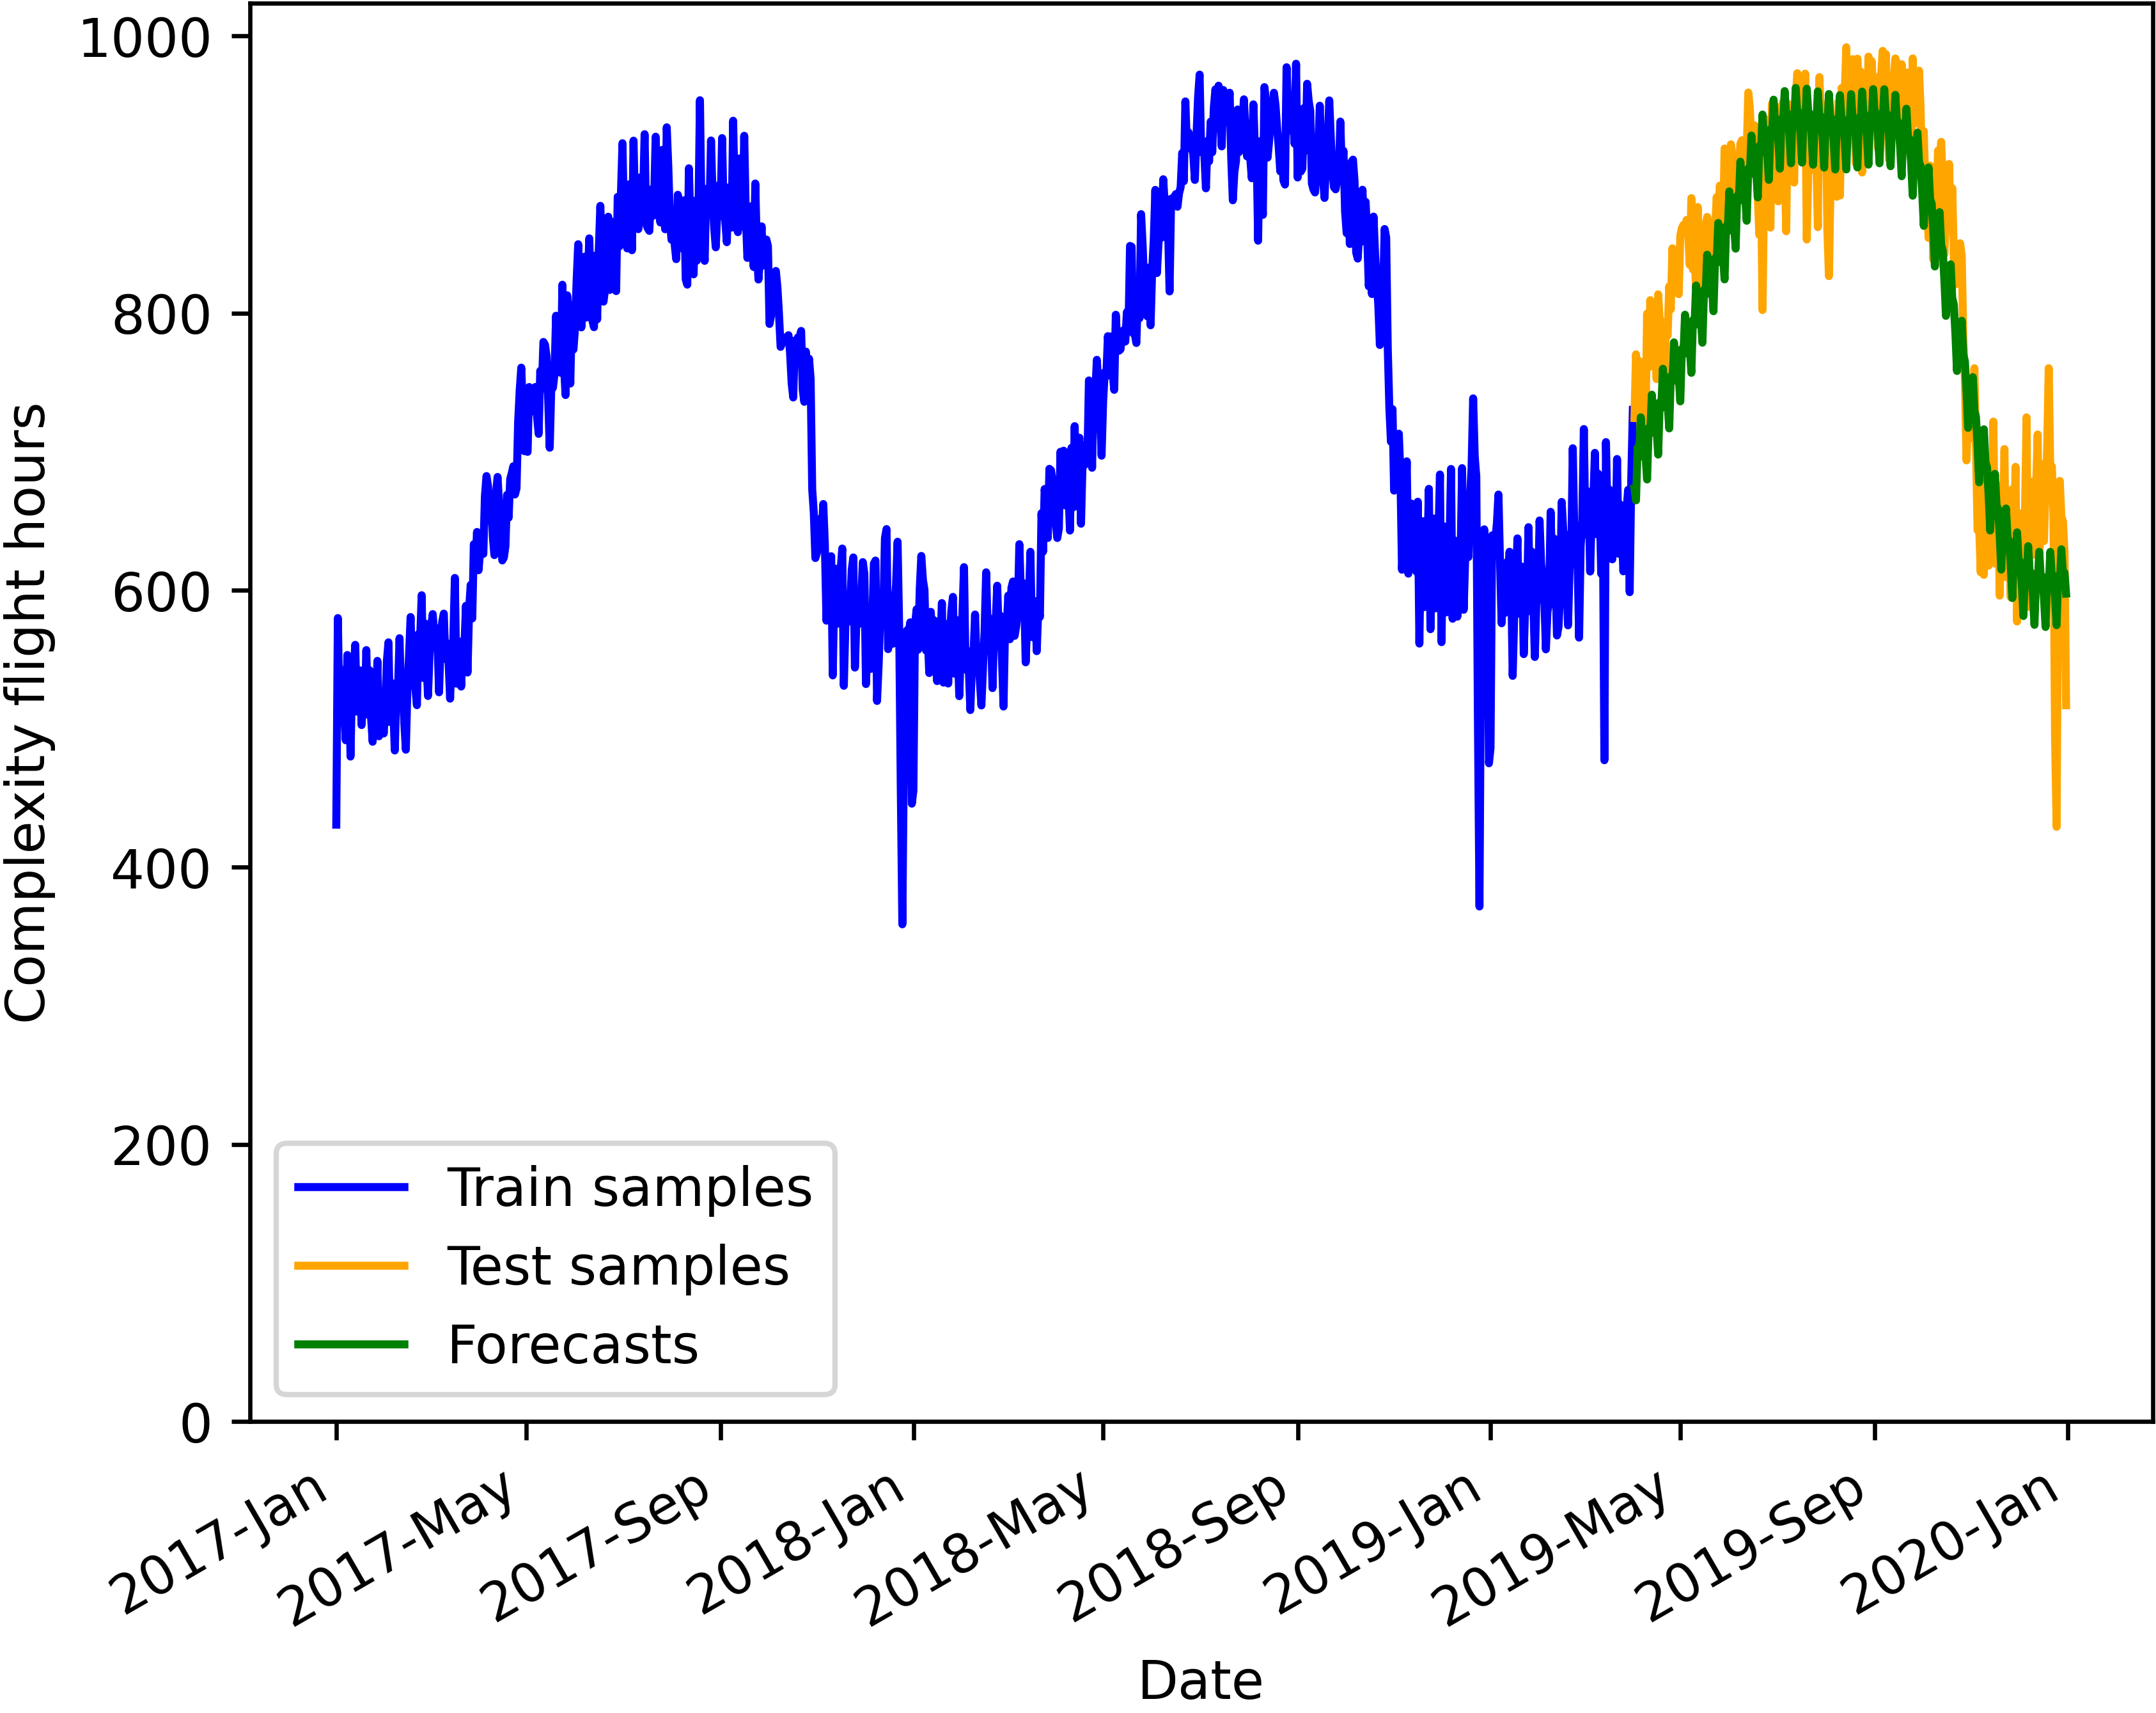 Complexity flight hours
1000
800
600
400
200
0
Train samples
Test samples
Forecasts
2017-Jan
2017-May
2017-Sep
2018-Jan
2018-May
2018-Sep
2019-Jan
2019-May
2019-Sep
2020-Jan
Date